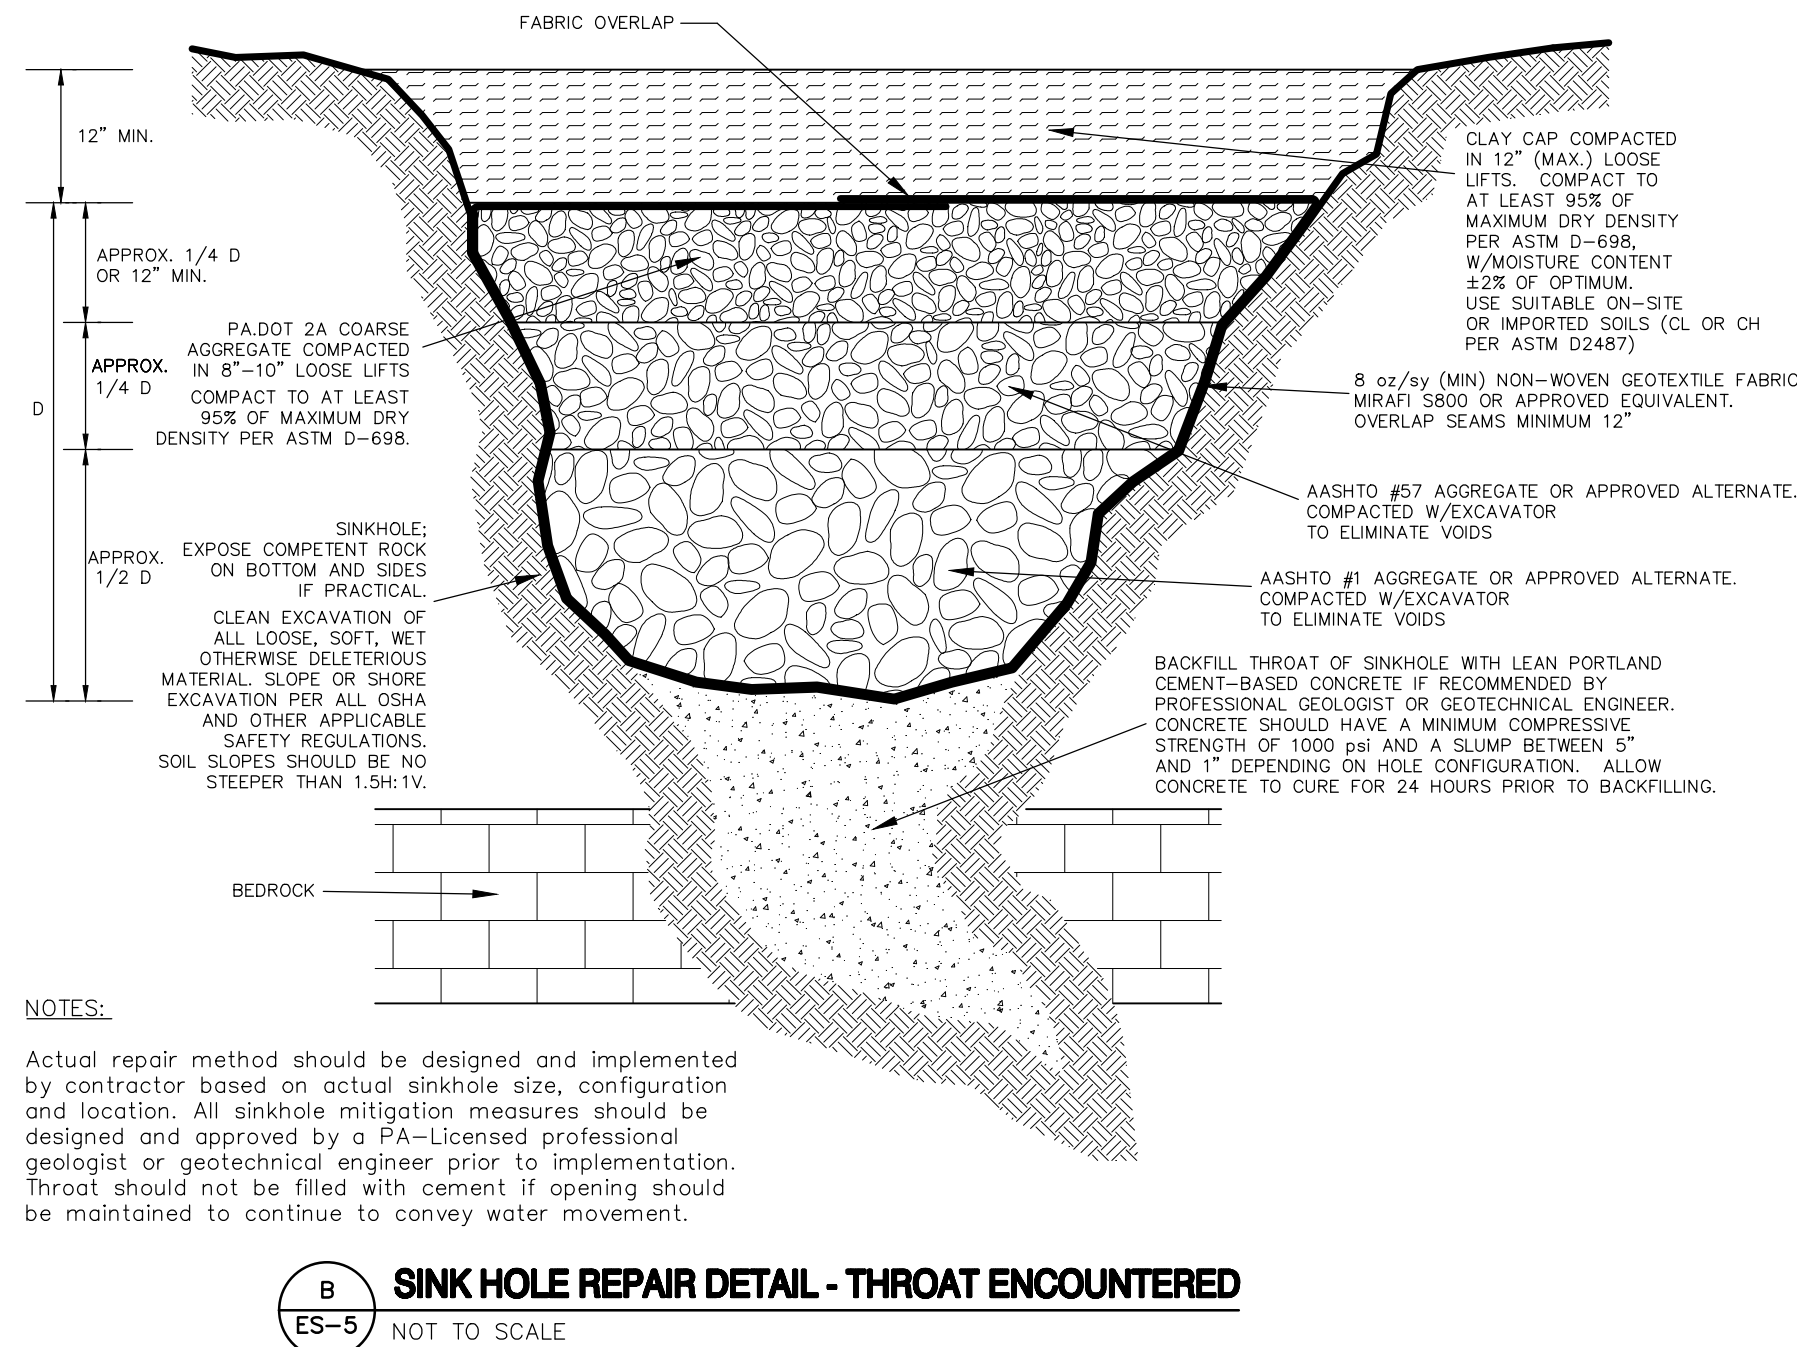 FABRIC OVERLAP
12” MIN.
CLAY CAP COMPACTED
IN 12” (MAX.) LOOSE
LIFTS. COMPACT TO
AT LEAST 95% OF
MAXIMUM DRY DENSITY
PER ASTM D–698,
W/MOISTURE CONTENT
±2% OF OPTIMUM.
USE SUITABLE ON–SITE
OR IMPORTED SOILS (CL OR CH
PER ASTM D2487)
APPROX. 1/4 D
OR 12” MIN.
PA.DOT 2A COARSE
AGGREGATE COMPACTED
IN 8”–10” LOOSE LIFTS
COMPACT TO AT LEAST
95% OF MAXIMUM DRY
DENSITY PER ASTM D–698.
APPROX.
1/4 D
D
8 oz/sy (MIN) NON–WOVEN GEOTEXTILE FABRIC
MIRAFI S800 OR APPROVED EQUIVALENT.
OVERLAP SEAMS MINIMUM 12”
AASHTO #57 AGGREGATE OR APPROVED ALTERNATE.
COMPACTED W/EXCAVATOR
TO ELIMINATE VOIDS
APPROX.
1/2 D
SINKHOLE;
EXPOSE COMPETENT ROCK
ON BOTTOM AND SIDES
IF PRACTICAL.
CLEAN EXCAVATION OF
ALL LOOSE, SOFT, WET
OTHERWISE DELETERIOUS
MATERIAL. SLOPE OR SHORE
EXCAVATION PER ALL OSHA
AND OTHER APPLICABLE
SAFETY REGULATIONS.
SOIL SLOPES SHOULD BE NO
STEEPER THAN 1.5H:1V.
AASHTO #1 AGGREGATE OR APPROVED ALTERNATE.
COMPACTED W/EXCAVATOR
TO ELIMINATE VOIDS
BACKFILL THROAT OF SINKHOLE WITH LEAN PORTLAND
CEMENT–BASED CONCRETE IF RECOMMENDED BY
PROFESSIONAL GEOLOGIST OR GEOTECHNICAL ENGINEER.
CONCRETE SHOULD HAVE A MINIMUM COMPRESSIVE
STRENGTH OF 1000 psi AND A SLUMP BETWEEN 5”
AND 1” DEPENDING ON HOLE CONFIGURATION. ALLOW
CONCRETE TO CURE FOR 24 HOURS PRIOR TO BACKFILLING.
BEDROCK
NOTES:
Actual repair method should be designed and implemented
by contractor based on actual sinkhole size, configuration
and location. All sinkhole mitigation measures should be
designed and approved by a PA–Licensed professional
geologist or geotechnical engineer prior to implementation.
Throat should not be filled with cement if opening should
be maintained to continue to convey water movement.
B
ES–5
SINK HOLE REPAIR DETAIL - THROAT ENCOUNTERED
NOT TO SCALE